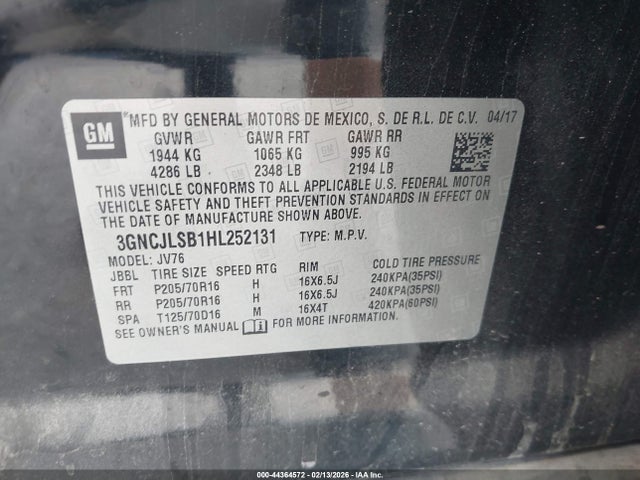 GM
*MFD BY GENERAL MOTORS DE MEXICO, S. DE R.L. DE C.V. 04/17
GVWR GAWR FRT GAWR RR
1944 KG 1065 KG 995 KG
4286 LB 2348 LB 2194 LB
THIS VEHICLE CONFORMS TO ALL APPLICABLE U.S. FEDERAL MOTOR
VEHICLE SAFETY AND THEFT PREVENTION STANDARDS IN EFFECT ON
THE DATE OF MANUFACTURE SHOWN ABOVE.
3GNCJLSB1HL252131 TYPE: M.P.V.
MODEL: JV76
JBBL TIRE SIZE SPEED RTG RIM COLD TIRE PRESSURE
FRT P205/70R16 H 16X6.5J 240KPA(35PSI)
RR P205/70R16 H 16X6.5J 240KPA(35PSI)
SPA T125/70D16 M 16X4T 420KPA(60PSI)
SEE OWNER'S MANUAL FOR MORE INFORMATION.
000-44364572 - 02/13/2026 - IAA Inc.